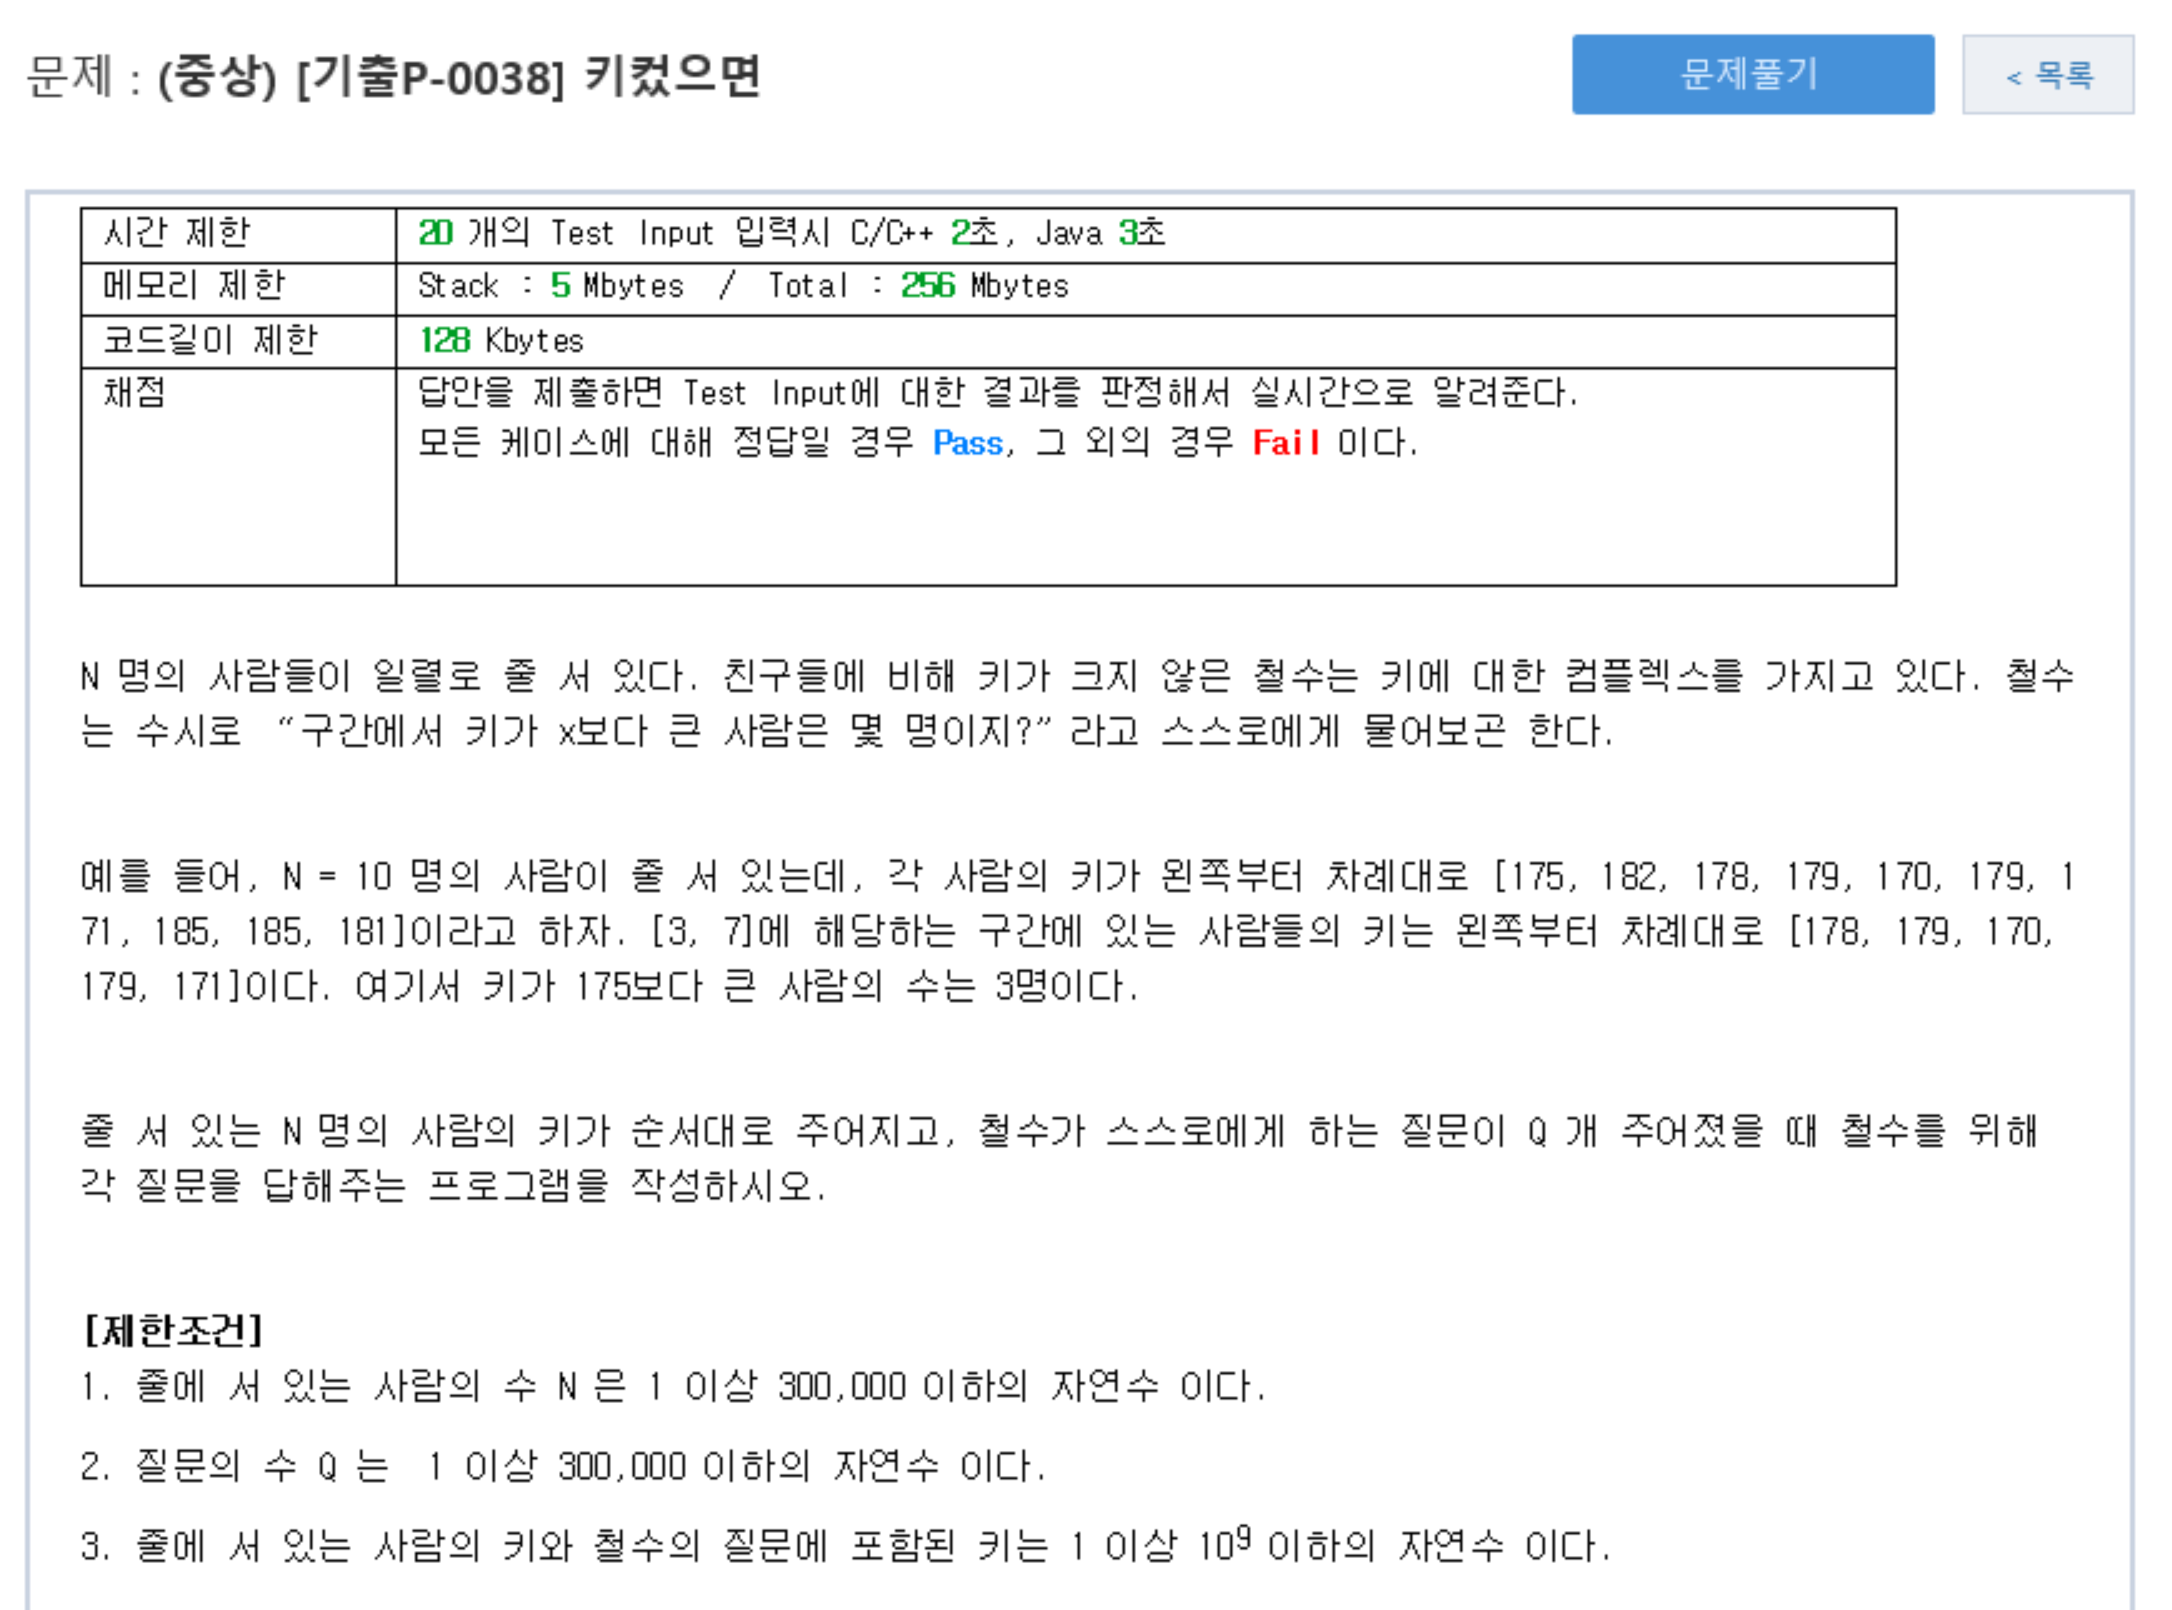 문제 : (중상) [기출P-0038] 키컸으면
문제풀기
< 목록
시간 제한 20 개의 Test Input 입력시 C/C++ 2초, Java 3초
메모리 제한 Stack : 5 Mbytes / Total : 256 Mbytes
코드길이 제한 128 Kbytes
채점 답안을 제출하면 Test Input에 대한 결과를 판정해서 실시간으로 알려준다.
모든 케이스에 대해 정답일 경우 Pass, 그 외의 경우 Fail 이다.
N 명의 사람들이 일렬로 줄 서 있다. 친구들에 비해 키가 크지 않은 철수는 키에 대한 컴플렉스를 가지고 있다. 철수
는 수시로 “구간에서 키가 x보다 큰 사람은 몇 명이지?” 라고 스스로에게 물어보곤 한다.
예를 들어, N = 10 명의 사람이 줄 서 있는데, 각 사람의 키가 왼쪽부터 차례대로 [175, 182, 178, 179, 170, 179, 1
71, 185, 185, 181]이라고 하자. [3, 7]에 해당하는 구간에 있는 사람들의 키는 왼쪽부터 차례대로 [178, 179, 170,
179, 171]이다. 여기서 키가 175보다 큰 사람의 수는 3명이다.
줄 서 있는 N 명의 사람의 키가 순서대로 주어지고, 철수가 스스로에게 하는 질문이 Q 개 주어졌을 때 철수를 위해
각 질문을 답해주는 프로그램을 작성하시오.
[제한조건]
1. 줄에 서 있는 사람의 수 N 은 1 이상 300,000 이하의 자연수 이다.
2. 질문의 수 Q 는 1 이상 300,000 이하의 자연수 이다.
3. 줄에 서 있는 사람의 키와 철수의 질문에 포함된 키는 1 이상 10⁹ 이하의 자연수 이다.